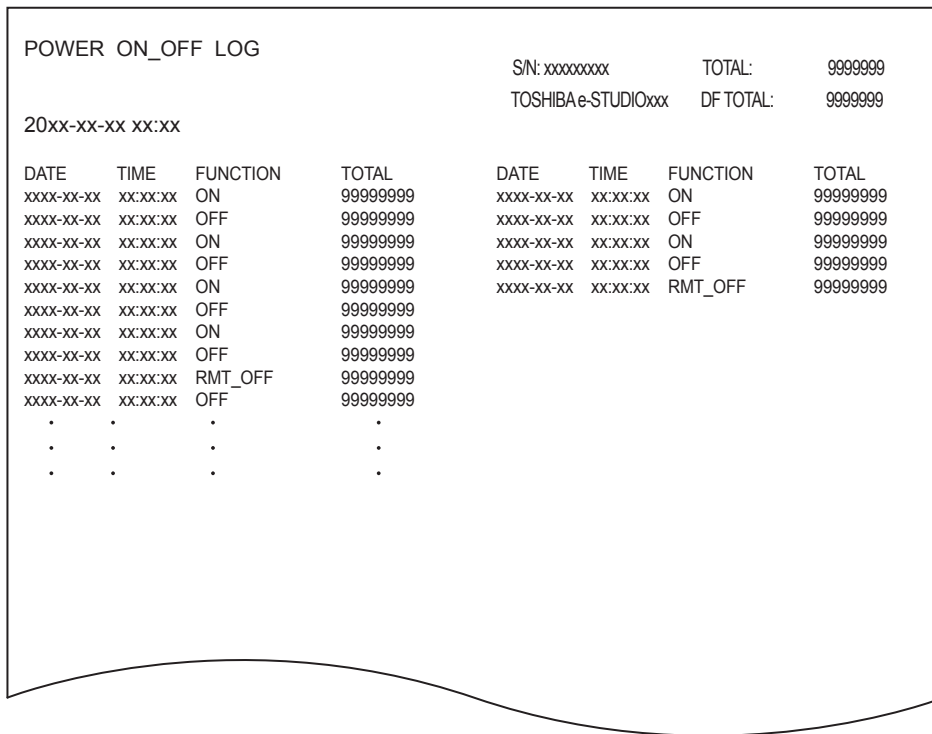 POWER ON_OFF LOG
S/N: xxxxxxxxx TOTAL: 9999999
TOSHIBA e-STUDIOxxx DF TOTAL: 9999999
20xx-xx-xx xx:xx
DATE TIME FUNCTION TOTAL DATE TIME FUNCTION TOTAL
xxxx-xx-xx xx:xx:xx ON 99999999 xxxx-xx-xx xx:xx:xx ON 99999999
xxxx-xx-xx xx:xx:xx OFF 99999999 xxxx-xx-xx xx:xx:xx OFF 99999999
xxxx-xx-xx xx:xx:xx ON 99999999 xxxx-xx-xx xx:xx:xx ON 99999999
xxxx-xx-xx xx:xx:xx OFF 99999999 xxxx-xx-xx xx:xx:xx OFF 99999999
xxxx-xx-xx xx:xx:xx ON 99999999 xxxx-xx-xx xx:xx:xx RMT_OFF 99999999
xxxx-xx-xx xx:xx:xx OFF 99999999
xxxx-xx-xx xx:xx:xx ON 99999999
xxxx-xx-xx xx:xx:xx OFF 99999999
xxxx-xx-xx xx:xx:xx RMT_OFF 99999999
xxxx-xx-xx xx:xx:xx OFF 99999999
. . . .
. . . .
. . . .